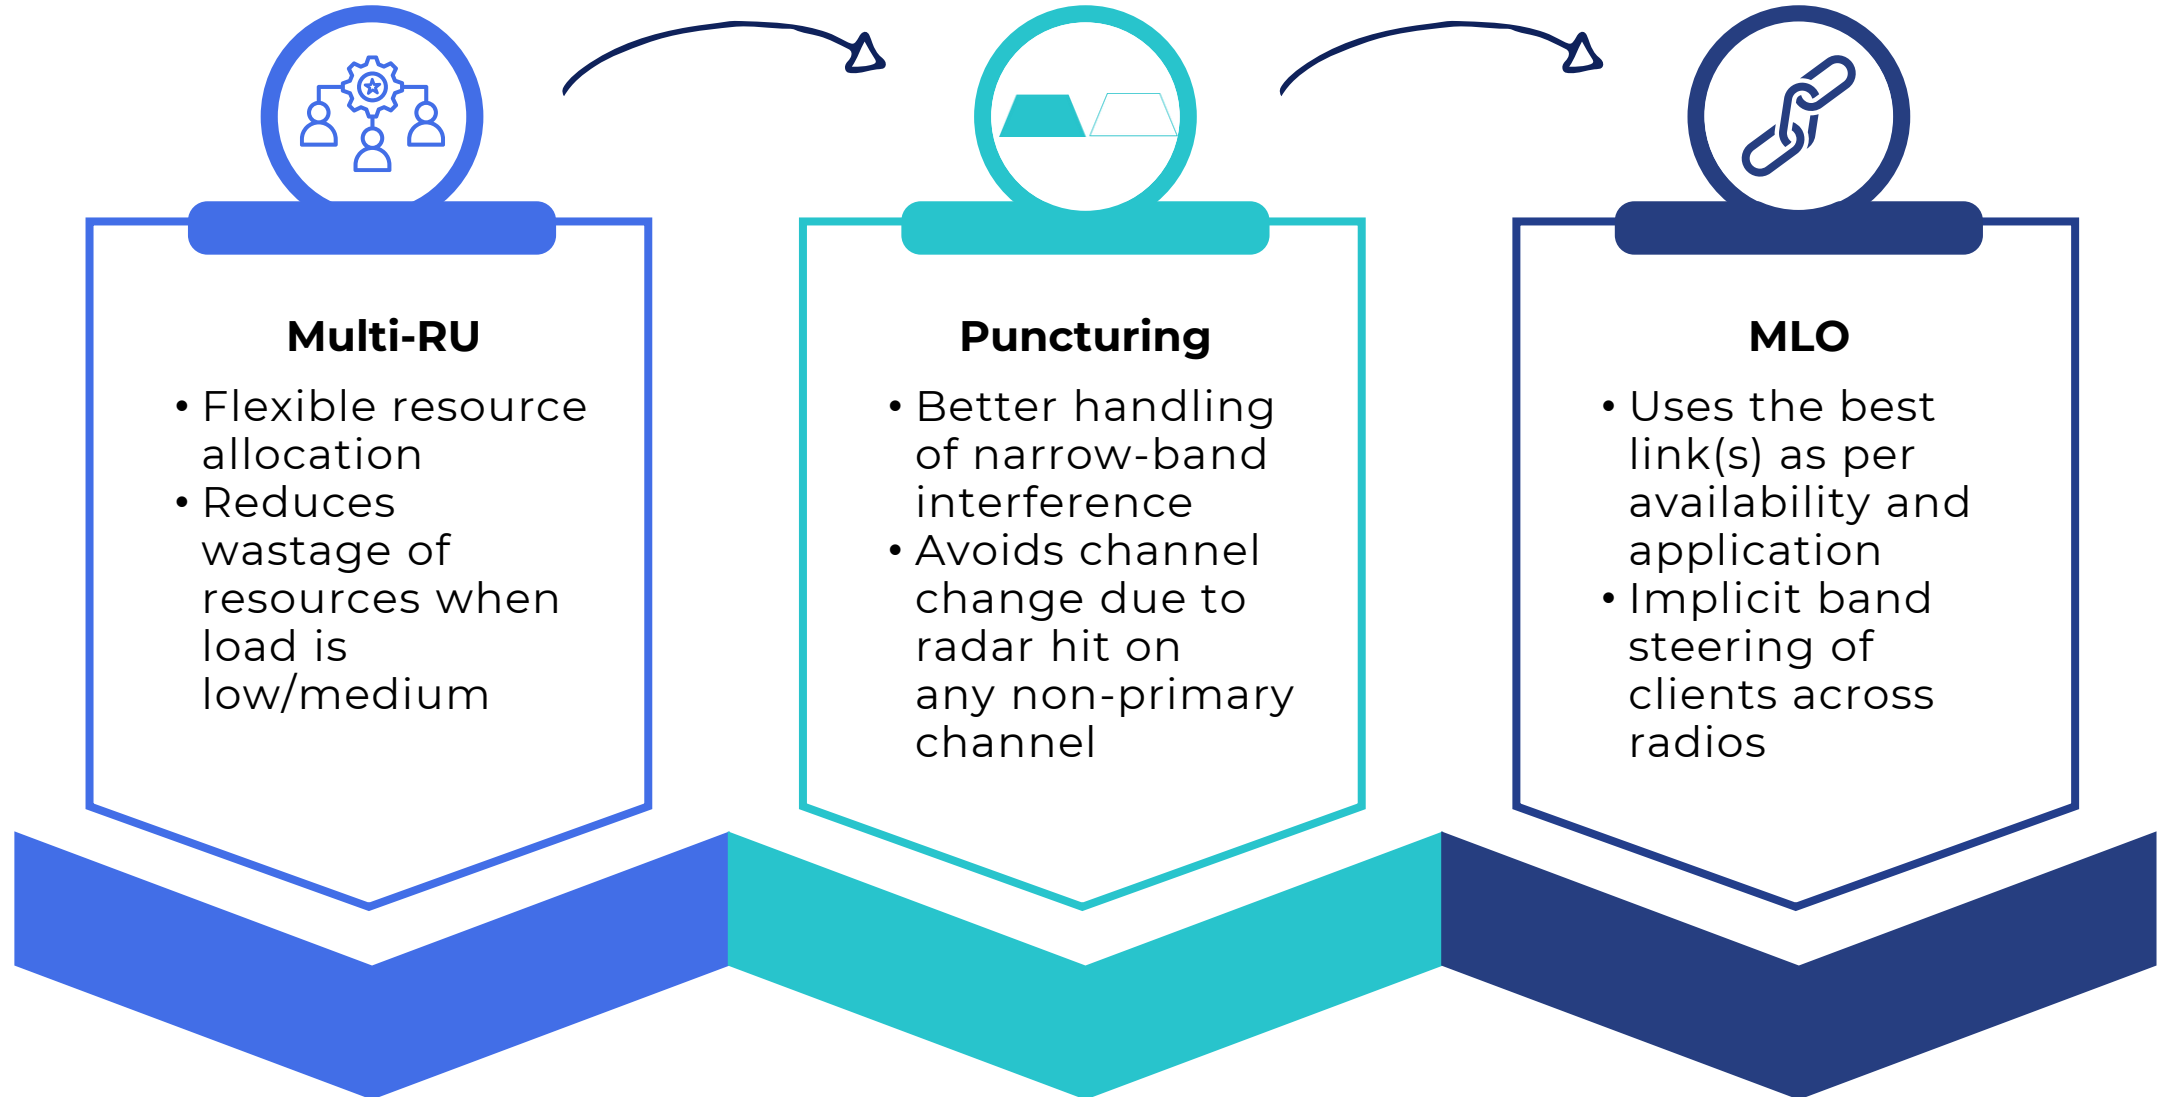 Multi-RU
• Flexible resource
allocation
• Reduces
wastage of
resources when
load is
low/medium
Puncturing
• Better handling
of narrow-band
interference
• Avoids channel
change due to
radar hit on
any non-primary
channel
MLO
• Uses the best
link(s) as per
availability and
application
• Implicit band
steering of
clients across
radios